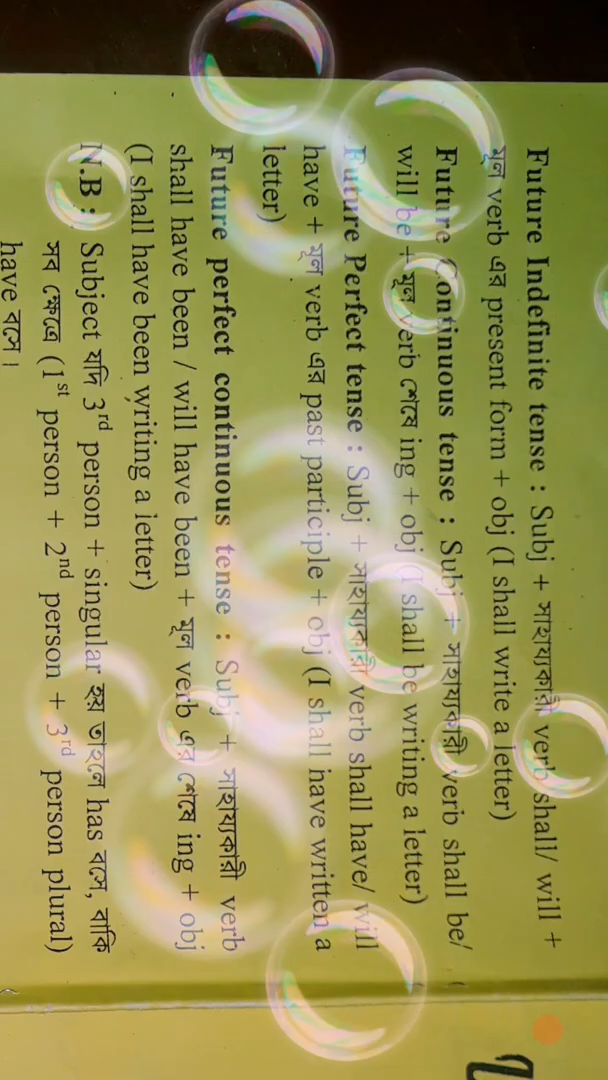 Future Indefinite tense : Subj + সাহায্যকারী verb shall/ will +
মূল verb এর present form + obj (I shall write a letter)
Future Continuous tense : Subj + সাহায্যকারী verb shall be/
will be + মূল verb শেষে ing + obj (I shall be writing a letter)
Future Perfect tense : Subj + সাহায্যকারী verb shall have/ will
have + মূল verb এর past participle + obj (I shall have written a
letter)
Future perfect continuous tense : Subj + সাহায্যকারী verb
shall have been / will have been + মূল verb এর শেষে ing + obj
(I shall have been writing a letter)
N.B : Subject যদি 3rd person + singular হয় তাহলে has বসে, বাকি
সব ক্ষেত্রে (1st person + 2nd person + 3rd person plural)
have বসে।